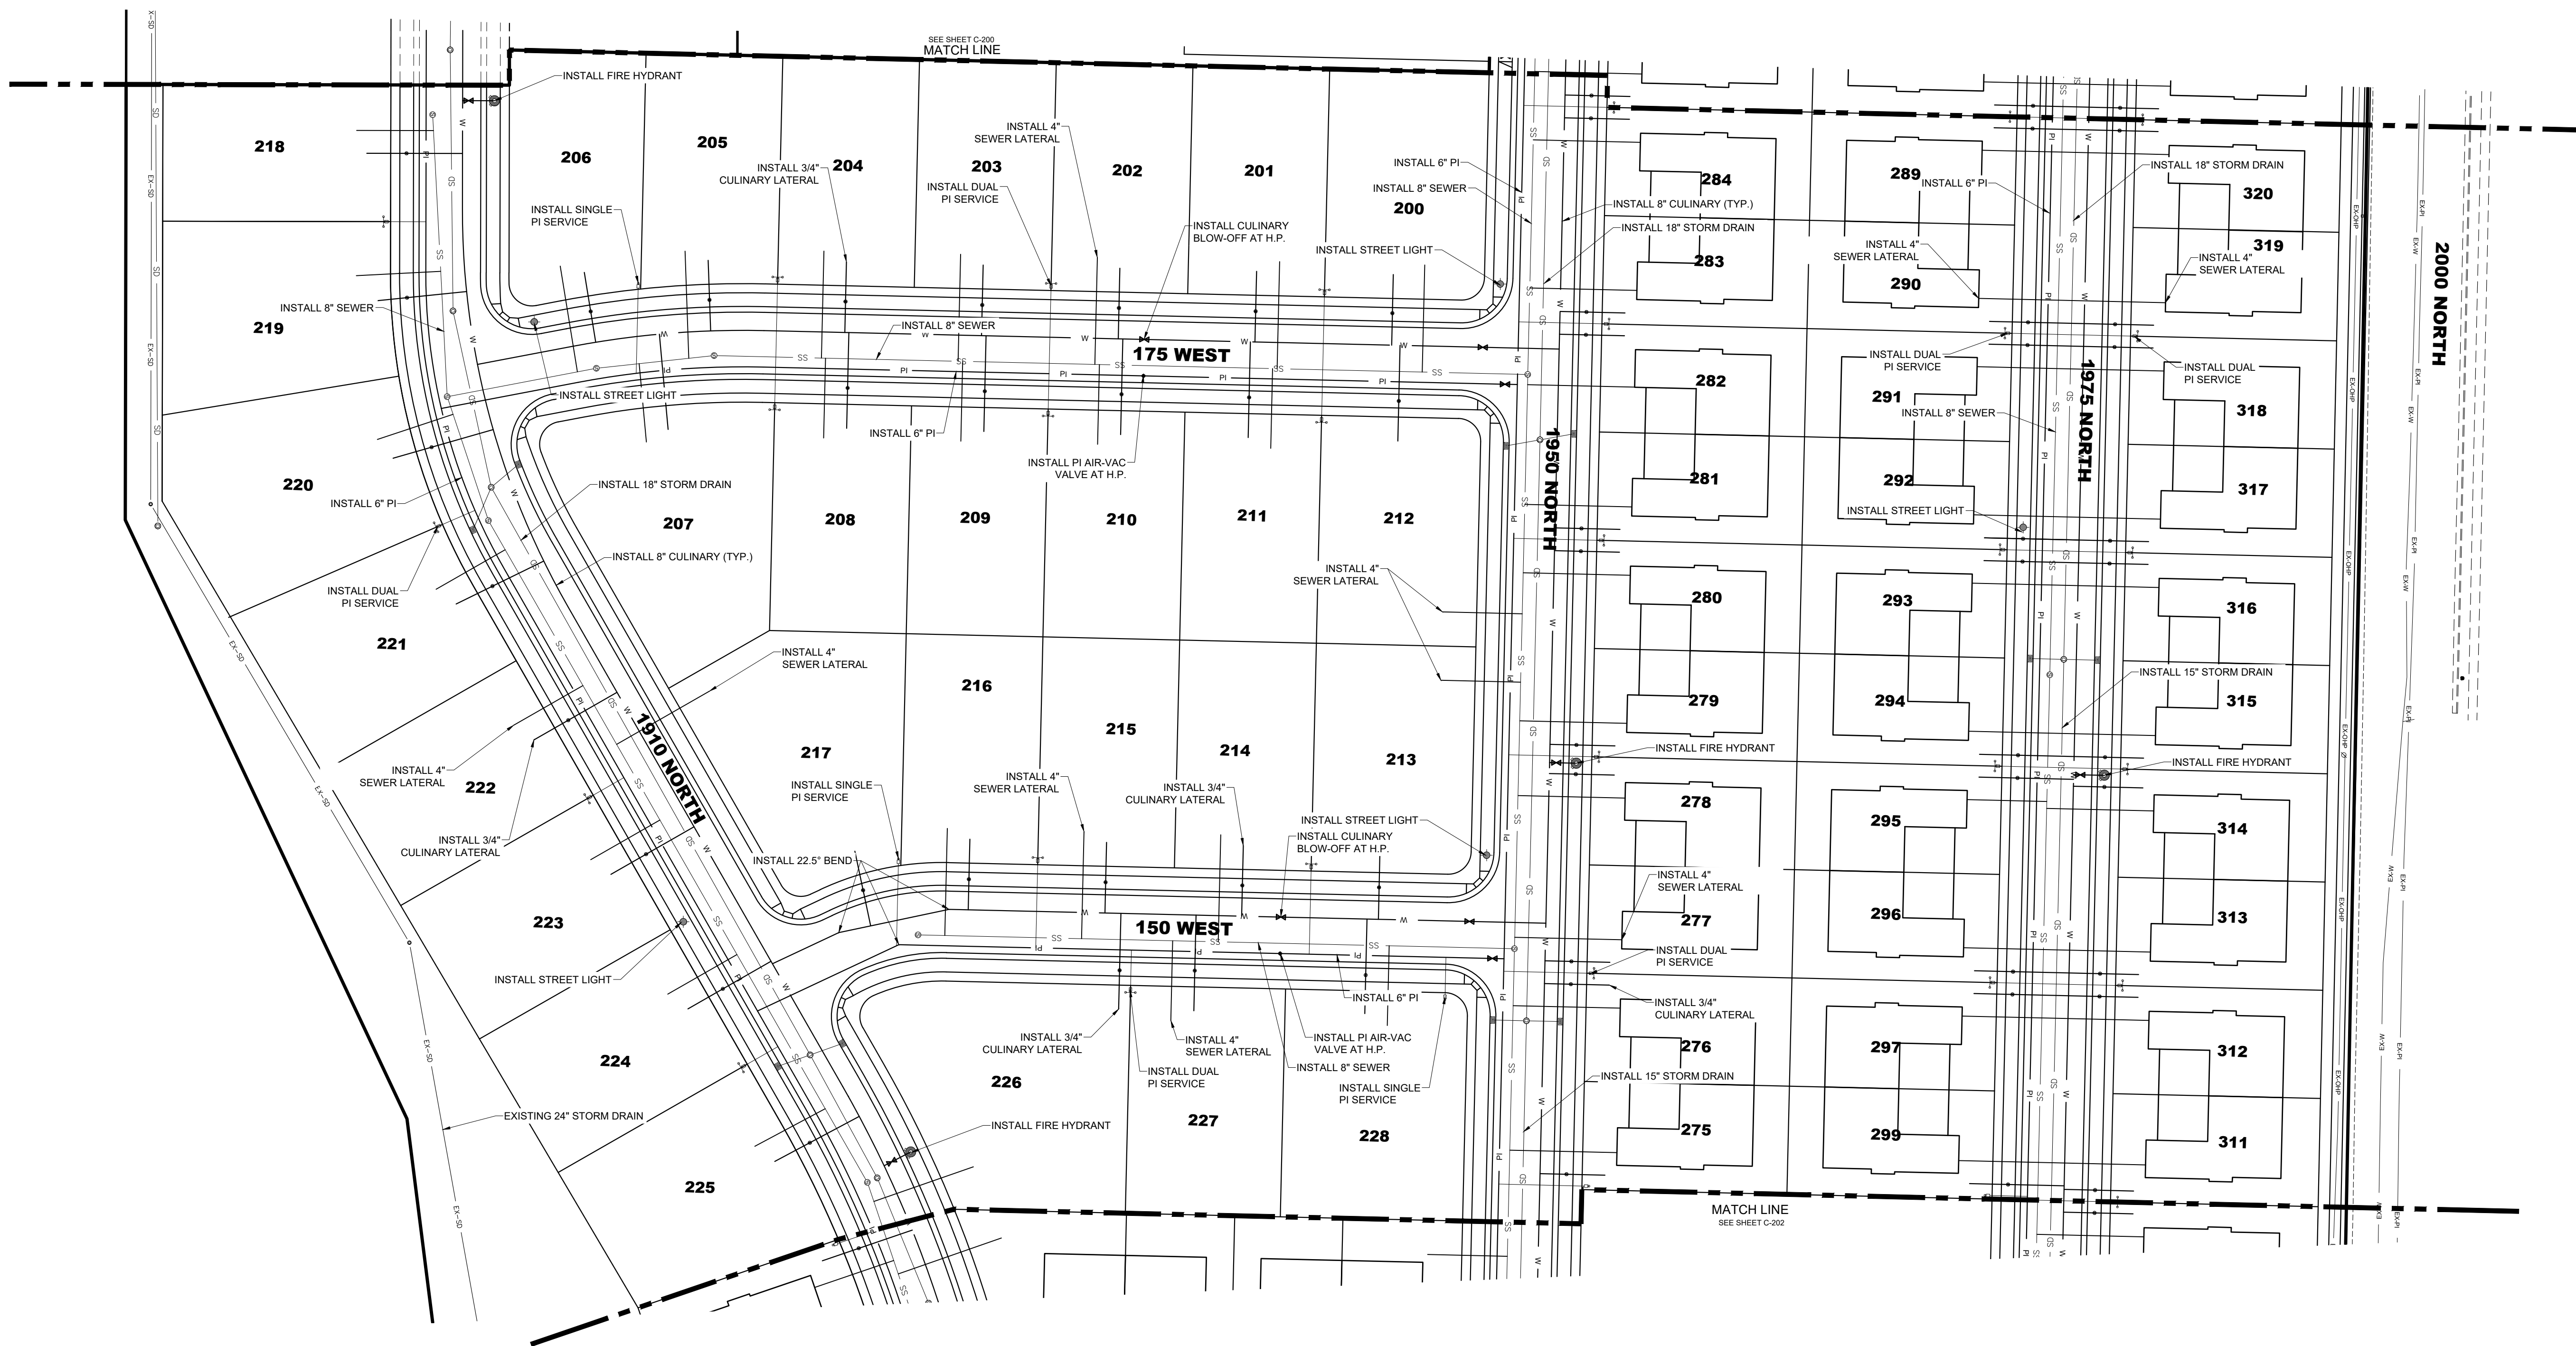 SEE SHEET C-200
MATCH LINE
INSTALL FIRE HYDRANT
218
206
205
204
203
202
201
200
INSTALL 4"
SEWER LATERAL
INSTALL 3/4"
CULINARY LATERAL
INSTALL DUAL
PI SERVICE
INSTALL SINGLE
PI SERVICE
INSTALL CULINARY
BLOW-OFF AT H.P.
INSTALL STREET LIGHT
INSTALL 6" PI
INSTALL 8" SEWER
INSTALL 8" CULINARY (TYP.)
INSTALL 18" STORM DRAIN
284
283
289
INSTALL 6" PI
INSTALL 4"
SEWER LATERAL
290
INSTALL 18" STORM DRAIN
320
319
INSTALL 4"
SEWER LATERAL
2000 NORTH
219
INSTALL 8" SEWER
INSTALL 8" SEWER
175 WEST
INSTALL STREET LIGHT
INSTALL 6" PI
INSTALL PI AIR-VAC
VALVE AT H.P.
282
281
INSTALL DUAL
PI SERVICE
291
INSTALL 8" SEWER
292
INSTALL STREET LIGHT
1975 NORTH
INSTALL DUAL
PI SERVICE
318
317
1950 NORTH
220
INSTALL 6" PI
INSTALL 18" STORM DRAIN
INSTALL 8" CULINARY (TYP.)
207
208
209
210
211
212
INSTALL DUAL
PI SERVICE
221
INSTALL 4"
SEWER LATERAL
280
279
293
294
316
INSTALL 15" STORM DRAIN
315
INSTALL 4"
SEWER LATERAL
216
215
214
213
217
1910 NORTH
INSTALL 4"
SEWER LATERAL
222
INSTALL 3/4"
CULINARY LATERAL
INSTALL SINGLE
PI SERVICE
INSTALL 4"
SEWER LATERAL
INSTALL 3/4"
CULINARY LATERAL
INSTALL STREET LIGHT
INSTALL CULINARY
BLOW-OFF AT H.P.
INSTALL FIRE HYDRANT
INSTALL FIRE HYDRANT
278
295
314
INSTALL 22.5° BEND
INSTALL 4"
SEWER LATERAL
277
296
313
223
150 WEST
INSTALL DUAL
PI SERVICE
INSTALL STREET LIGHT
INSTALL 6" PI
INSTALL 3/4"
CULINARY LATERAL
INSTALL 3/4"
CULINARY LATERAL
INSTALL 4"
SEWER LATERAL
INSTALL PI AIR-VAC
VALVE AT H.P.
INSTALL 8" SEWER
INSTALL DUAL
PI SERVICE
INSTALL SINGLE
PI SERVICE
276
297
312
INSTALL 15" STORM DRAIN
224
226
227
228
275
299
311
EXISTING 24" STORM DRAIN
INSTALL FIRE HYDRANT
225
MATCH LINE
SEE SHEET C-202